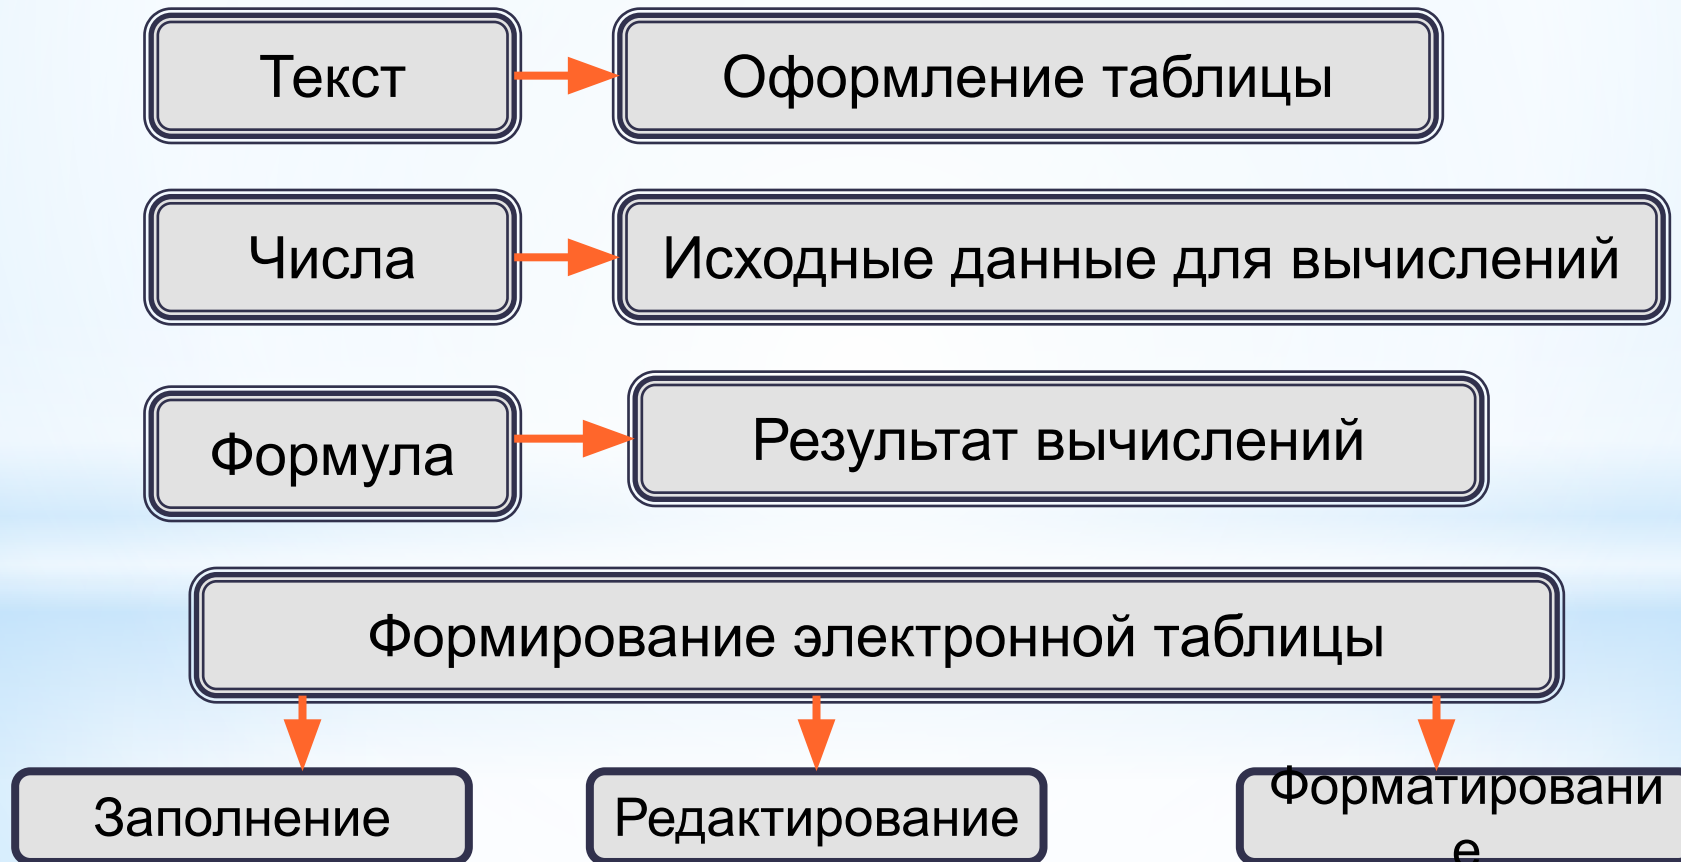 Текст
Оформление таблицы
Числа
Исходные данные для вычислений
Формула
Результат вычислений
Формирование электронной таблицы
Заполнение
Редактирование
Форматировани
е